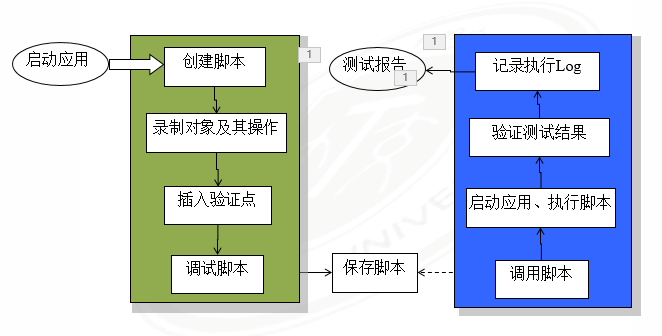 启动应用
创建脚本
录制对象及其操作
插入验证点
调试脚本
保存脚本
1
1
测试报告
1
记录执行Log
验证测试结果
启动应用、执行脚本
调用脚本
NIVE